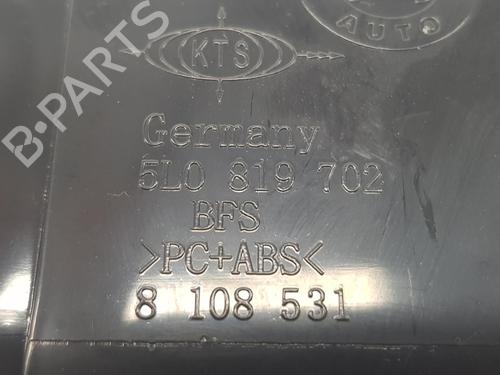 AUTO
KTS
Germany
5L0 819 702
BFS
>PC+ABS<
8 108 531
B-PARTS